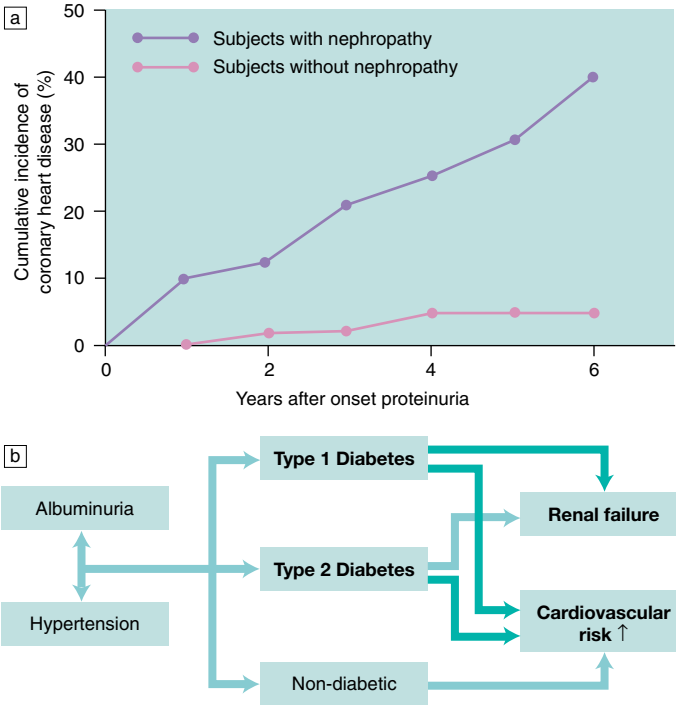 a
50
40
30
20
10
0
Cumulative incidence of
coronary heart disease (%)
Subjects with nephropathy
Subjects without nephropathy
0
2
4
6
Years after onset proteinuria
b
Albuminuria
Hypertension
Type 1 Diabetes
Type 2 Diabetes
Non-diabetic
Renal failure
Cardiovascular
risk ↑